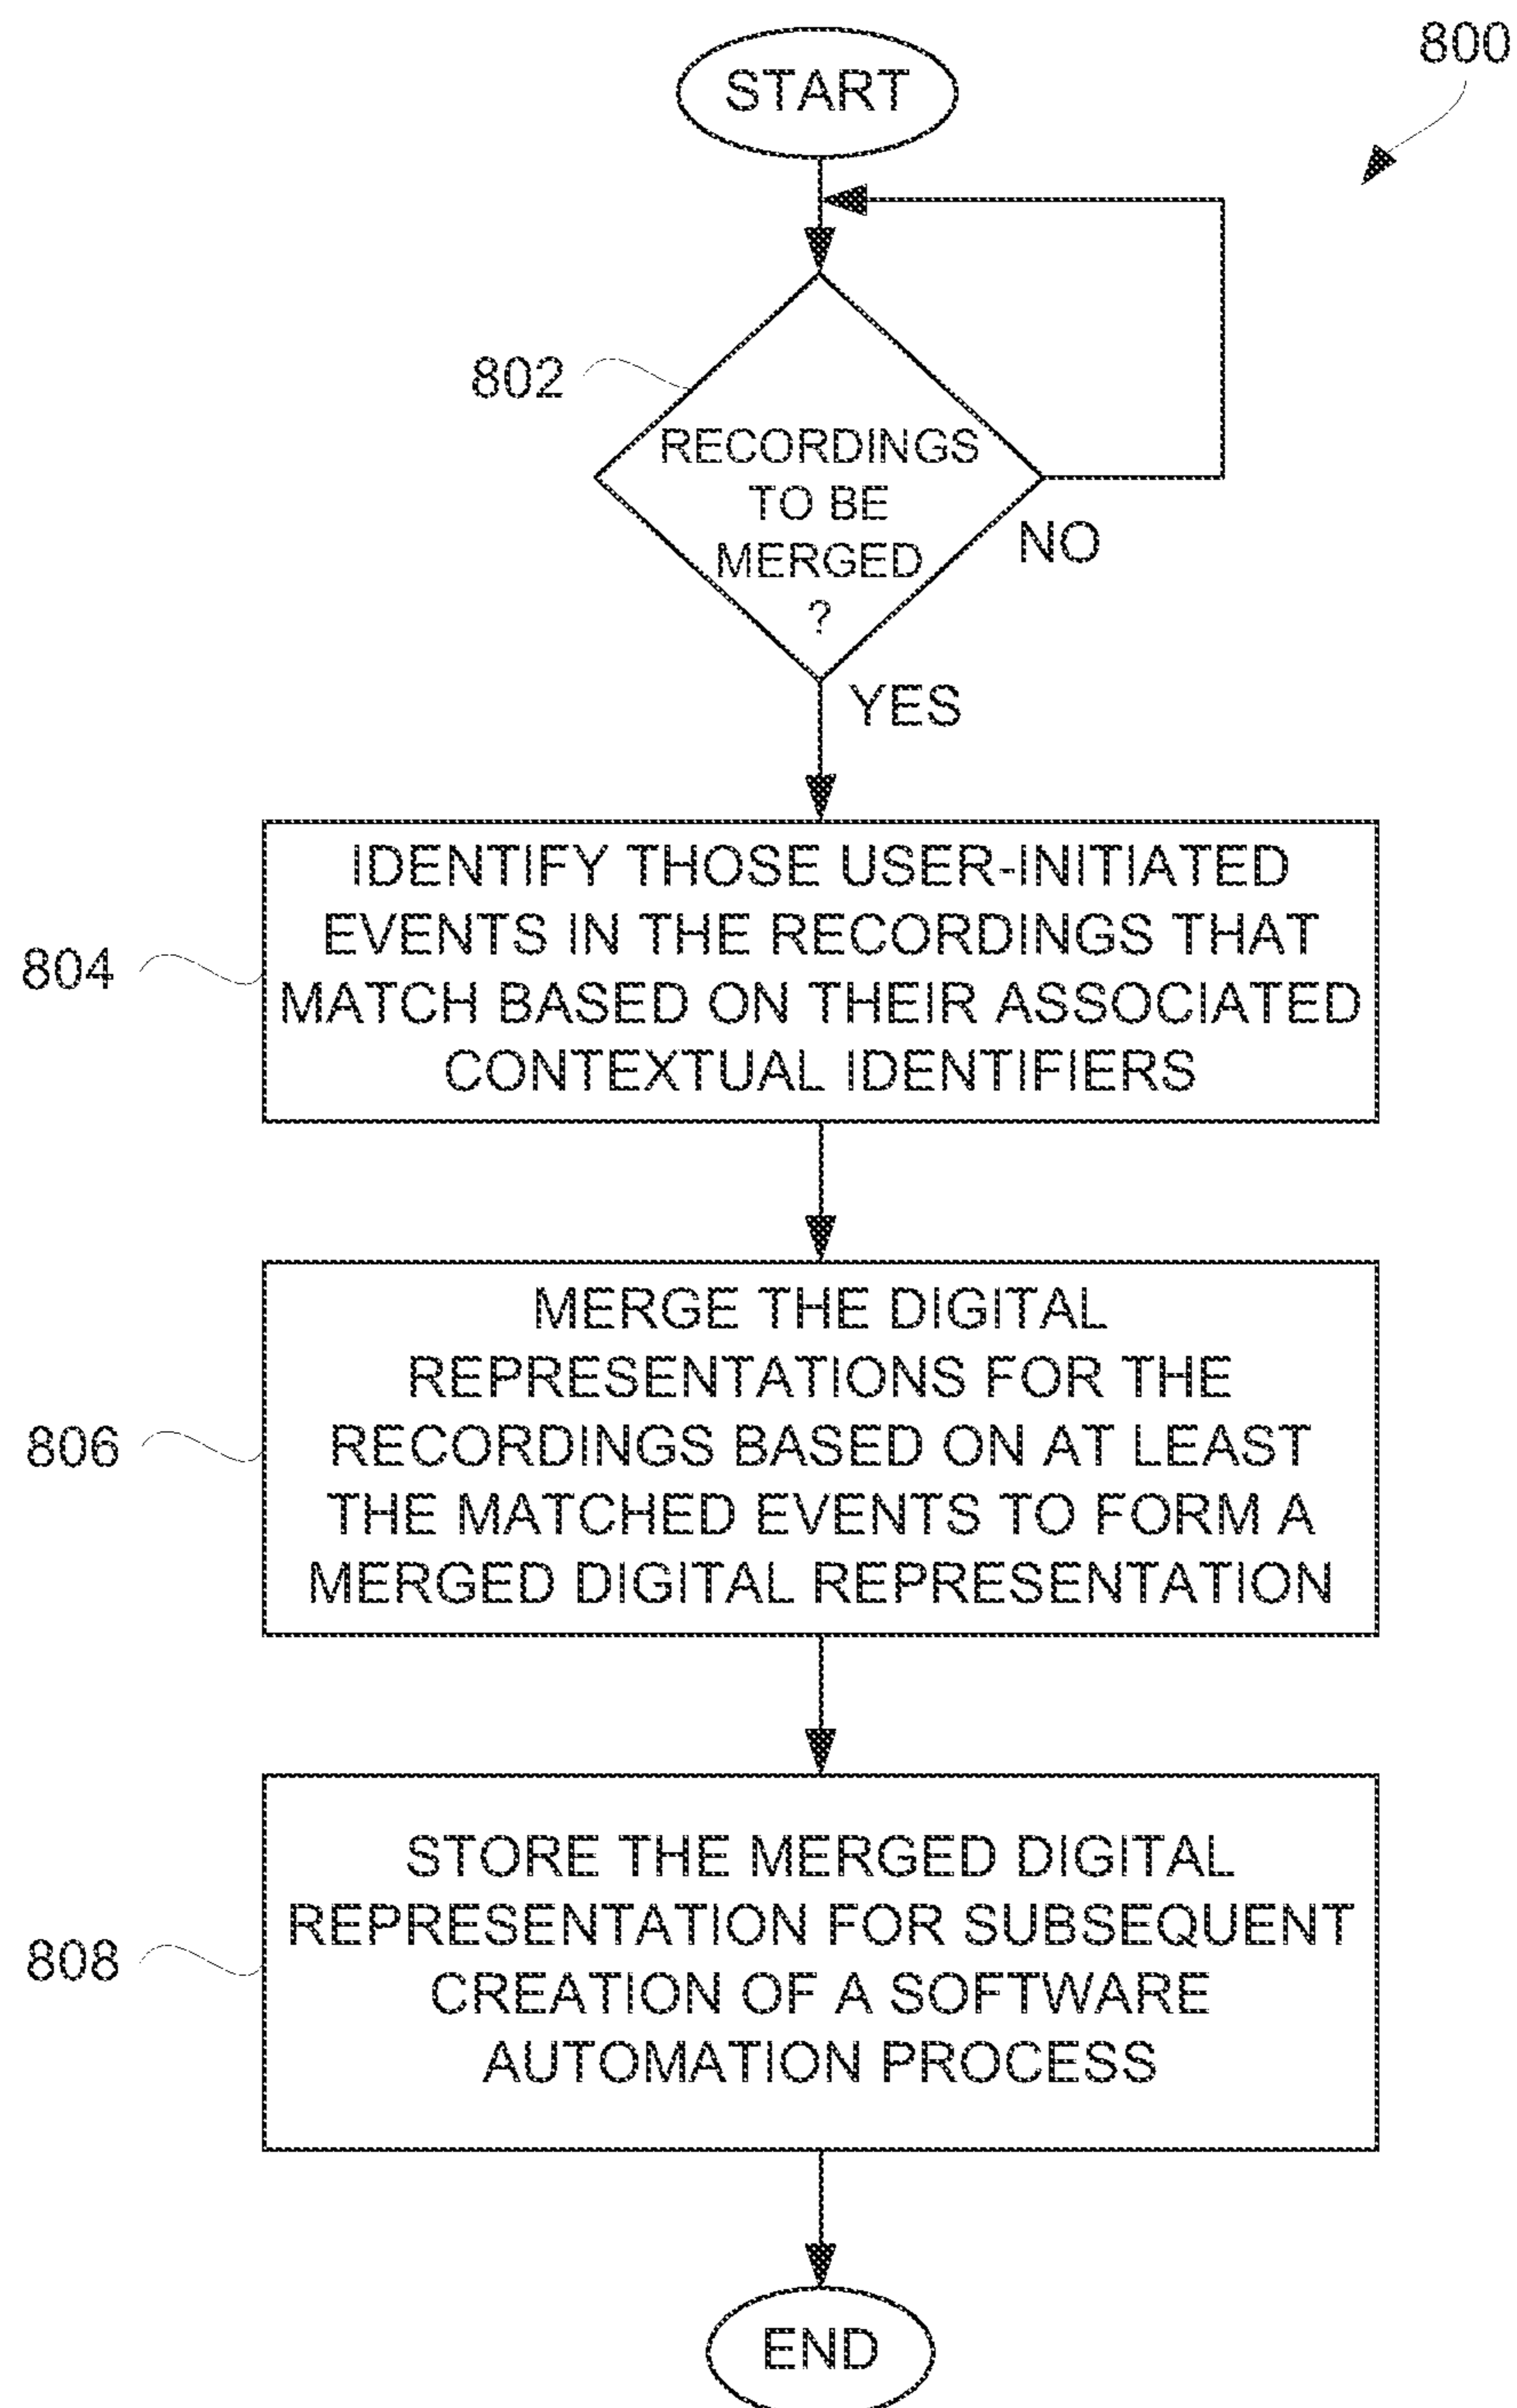 800
START
802
RECORDINGS
TO BE
MERGED
?
NO
YES
804
IDENTIFY THOSE USER-INITIATED
EVENTS IN THE RECORDINGS THAT
MATCH BASED ON THEIR ASSOCIATED
CONTEXTUAL IDENTIFIERS
806
MERGE THE DIGITAL
REPRESENTATIONS FOR THE
RECORDINGS BASED ON AT LEAST
THE MATCHED EVENTS TO FORM A
MERGED DIGITAL REPRESENTATION
808
STORE THE MERGED DIGITAL
REPRESENTATION FOR SUBSEQUENT
CREATION OF A SOFTWARE
AUTOMATION PROCESS
END